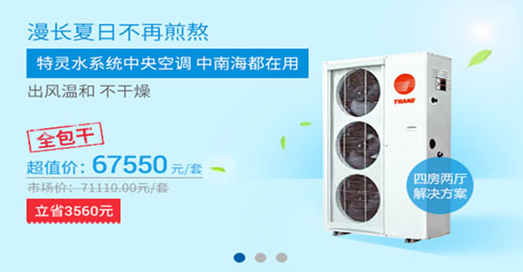 漫长夏日不再煎熬
特灵水系统中央空调 中南海都在用
出风温和 不干燥
全包干
超值价：67550元/套
市场价：71110.00元/套
立省3560元
TRANE
四房两厅
解决方案